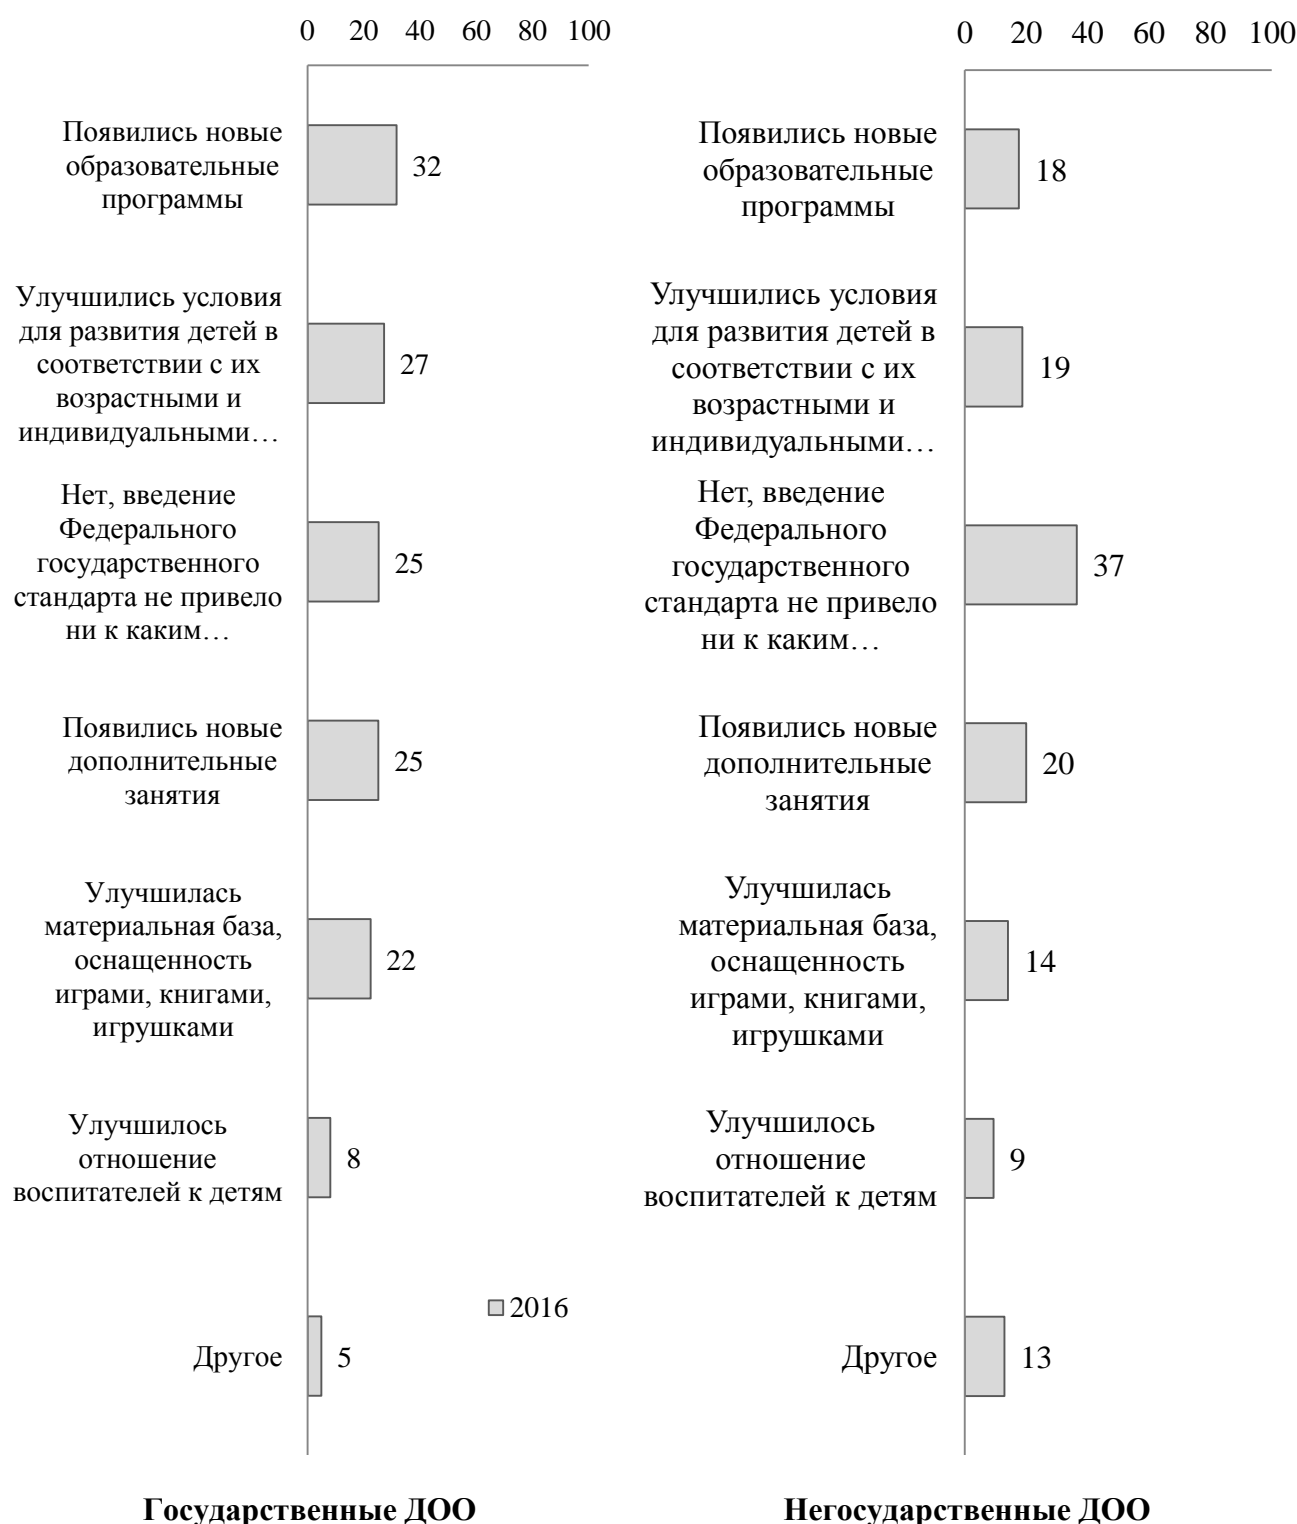 0 20 40 60 80 100
Появились новые
образовательные
программы
32
Улучшились условия
для развития детей в
соответствии с их
возрастными и
индивидуальными…
27
Нет, введение
Федерального
государственного
стандарта не привело
ни к каким…
25
Появились новые
дополнительные
занятия
25
Улучшилась
материальная база,
оснащенность
играми, книгами,
игрушками
22
Улучшилось
отношение
воспитателей к детям
8
Другое
5
2016
Государственные ДОО
0 20 40 60 80 100
Появились новые
образовательные
программы
18
Улучшились условия
для развития детей в
соответствии с их
возрастными и
индивидуальными…
19
Нет, введение
Федерального
государственного
стандарта не привело
ни к каким…
37
Появились новые
дополнительные
занятия
20
Улучшилась
материальная база,
оснащенность
играми, книгами,
игрушками
14
Улучшилось
отношение
воспитателей к детям
9
Другое
13
Негосударственные ДОО